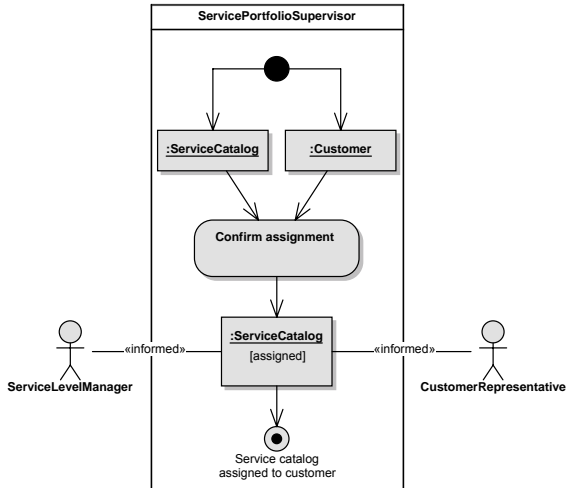 ServicePortfolioSupervisor
:ServiceCatalog
:Customer
Confirm assignment
:ServiceCatalog
[assigned]
«informed»
«informed»
ServiceLevelManager
CustomerRepresentative
Service catalog
assigned to customer